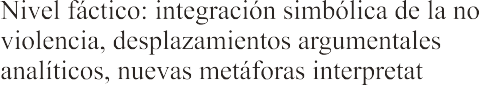 Nivel fáctico: integración simbólica de la no
violencia, desplazamientos argumentales
analíticos, nuevas metáforas interpretat